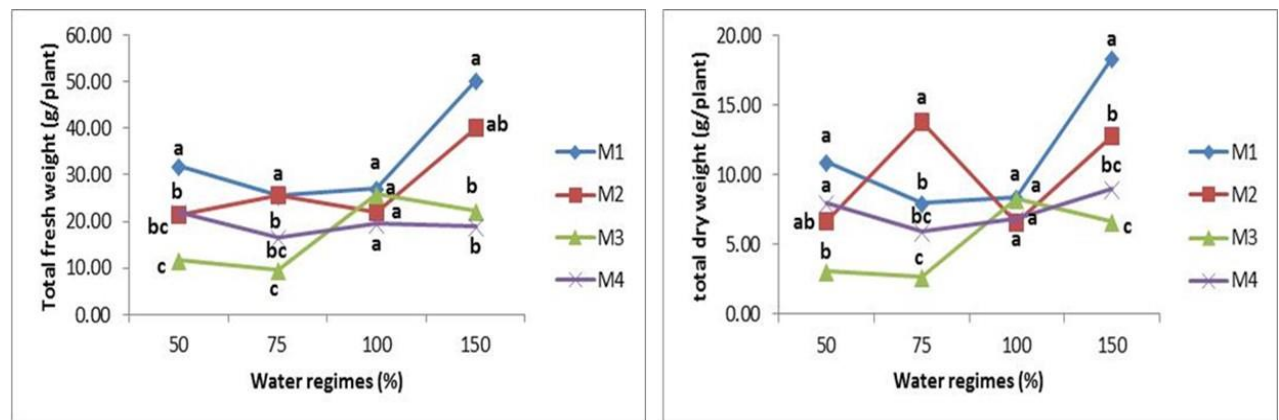 Total fresh weight (g/plant)
60.00
50.00
40.00
30.00
20.00
10.00
0.00
a
a
a
a
ab
b
b
a
a
b
bc
bc
a
b
c
c
50
75
100
150
Water regimes (%)
M1
M2
M3
M4
total dry weight (g/plant)
20.00
15.00
10.00
5.00
0.00
a
a
b
a
bc
a
b
a
a
a
bc
ab
a
c
b
c
a
50
75
100
150
Water regimes (%)
M1
M2
M3
M4